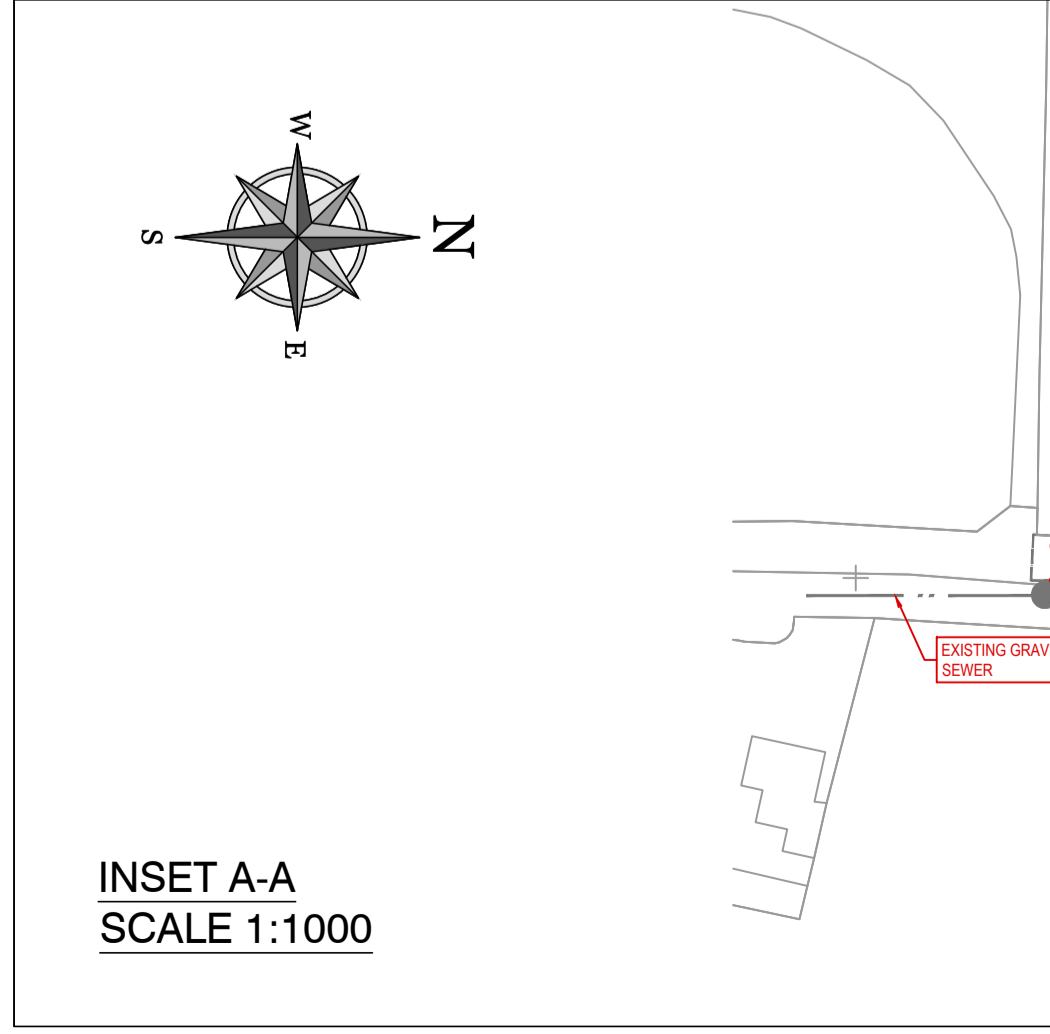 W
S
N
E
EXISTING GRAV
SEWER
INSET A-A
SCALE 1:1000